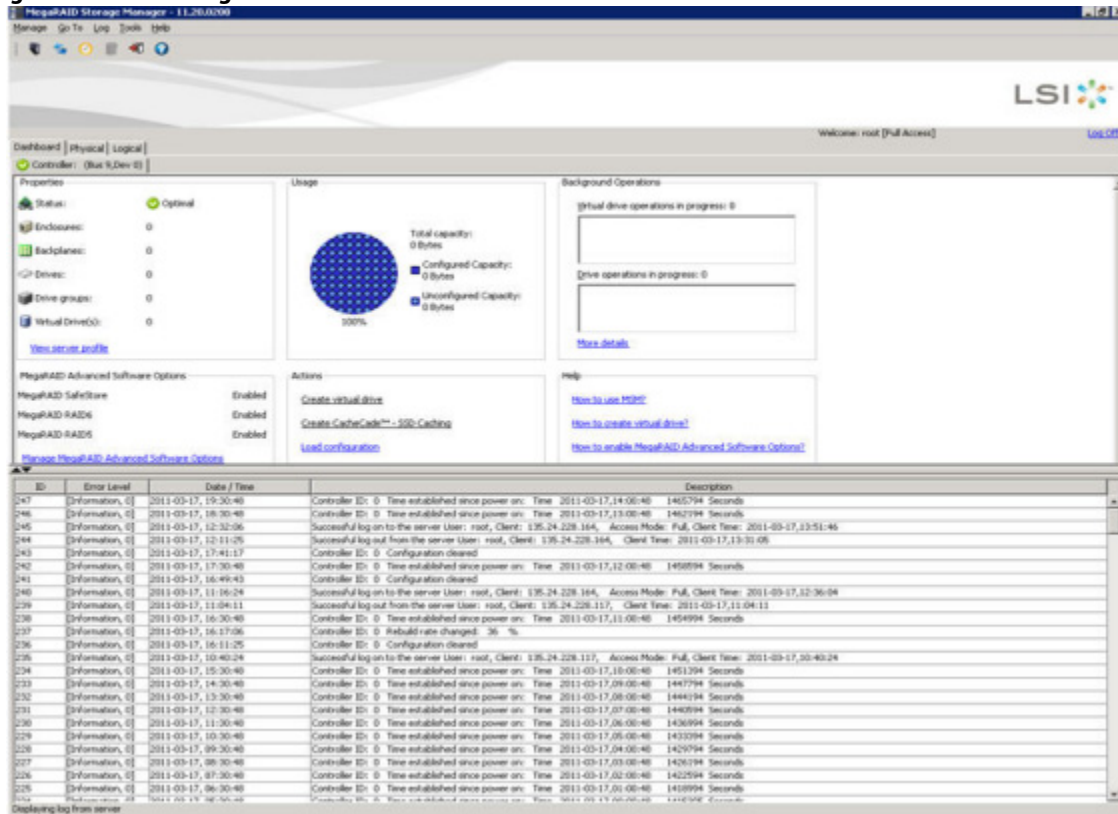 MegaRAID Storage Manager - 11.20.0200
Manage Go To Log Tools Help
LSI
Welcome: root [Full Access]
Log Off
Dashboard Physical Logical
Controller: (Bus 9,Dev 0)
Properties
Status: Optimal
Enclosures: 0
Backplanes: 0
Drives: 0
Drive groups: 0
Virtual Drive(s): 0
View server profile
Usage
Total capacity:
0 Bytes
Configured Capacity:
0 Bytes
Unconfigured Capacity:
0 Bytes
100%
Background Operations
Virtual drive operations in progress: 0
Drive operations in progress: 0
More details
MegaRAID Advanced Software Options
MegaRAID SafeStore Enabled
MegaRAID RAID6 Enabled
MegaRAID RAID5 Enabled
Manage MegaRAID Advanced Software Options
Actions
Create virtual drive
Create CacheCade™ - SSD Caching
Load configuration
Help
How to use MSM?
How to create virtual drive?
How to enable MegaRAID Advanced Software Options?
ID Error Level Date / Time Description
247 [Information, 0] 2011-03-17, 19:30:48 Controller ID: 0 Time established since power on: Time 2011-03-17,14:00:48 1465794 Seconds
246 [Information, 0] 2011-03-17, 18:30:48 Controller ID: 0 Time established since power on: Time 2011-03-17,13:00:48 1462194 Seconds
245 [Information, 0] 2011-03-17, 12:32:06 Successful log on to the server User: root, Client: 135.24.228.164, Access Mode: Full, Client Time: 2011-03-17,13:51:46
244 [Information, 0] 2011-03-17, 12:11:25 Successful log out from the server User: root, Client: 135.24.228.164, Client Time: 2011-03-17,13:31:05
243 [Information, 0] 2011-03-17, 17:41:17 Controller ID: 0 Configuration cleared
242 [Information, 0] 2011-03-17, 17:30:48 Controller ID: 0 Time established since power on: Time 2011-03-17,12:00:48 1458594 Seconds
241 [Information, 0] 2011-03-17, 16:49:43 Controller ID: 0 Configuration cleared
240 [Information, 0] 2011-03-17, 11:16:24 Successful log on to the server User: root, Client: 135.24.228.164, Access Mode: Full, Client Time: 2011-03-17,12:36:04
239 [Information, 0] 2011-03-17, 11:04:11 Successful log out from the server User: root, Client: 135.24.228.117, Client Time: 2011-03-17,11:04:11
238 [Information, 0] 2011-03-17, 16:30:48 Controller ID: 0 Time established since power on: Time 2011-03-17,11:00:48 1454994 Seconds
237 [Information, 0] 2011-03-17, 16:17:06 Controller ID: 0 Rebuild rate changed: 36 %
236 [Information, 0] 2011-03-17, 16:11:25 Controller ID: 0 Configuration cleared
235 [Information, 0] 2011-03-17, 10:40:24 Successful log on to the server User: root, Client: 135.24.228.117, Access Mode: Full, Client Time: 2011-03-17,10:40:24
234 [Information, 0] 2011-03-17, 15:30:48 Controller ID: 0 Time established since power on: Time 2011-03-17,10:00:48 1451394 Seconds
233 [Information, 0] 2011-03-17, 14:30:48 Controller ID: 0 Time established since power on: Time 2011-03-17,09:00:48 1447794 Seconds
232 [Information, 0] 2011-03-17, 13:30:48 Controller ID: 0 Time established since power on: Time 2011-03-17,08:00:48 1444194 Seconds
231 [Information, 0] 2011-03-17, 12:30:48 Controller ID: 0 Time established since power on: Time 2011-03-17,07:00:48 1440594 Seconds
230 [Information, 0] 2011-03-17, 11:30:48 Controller ID: 0 Time established since power on: Time 2011-03-17,06:00:48 1436994 Seconds
229 [Information, 0] 2011-03-17, 10:30:48 Controller ID: 0 Time established since power on: Time 2011-03-17,05:00:48 1433394 Seconds
228 [Information, 0] 2011-03-17, 09:30:48 Controller ID: 0 Time established since power on: Time 2011-03-17,04:00:48 1429794 Seconds
227 [Information, 0] 2011-03-17, 08:30:48 Controller ID: 0 Time established since power on: Time 2011-03-17,03:00:48 1426194 Seconds
226 [Information, 0] 2011-03-17, 07:30:48 Controller ID: 0 Time established since power on: Time 2011-03-17,02:00:48 1422594 Seconds
225 [Information, 0] 2011-03-17, 06:30:48 Controller ID: 0 Time established since power on: Time 2011-03-17,01:00:48 1418994 Seconds
Displaying log from server